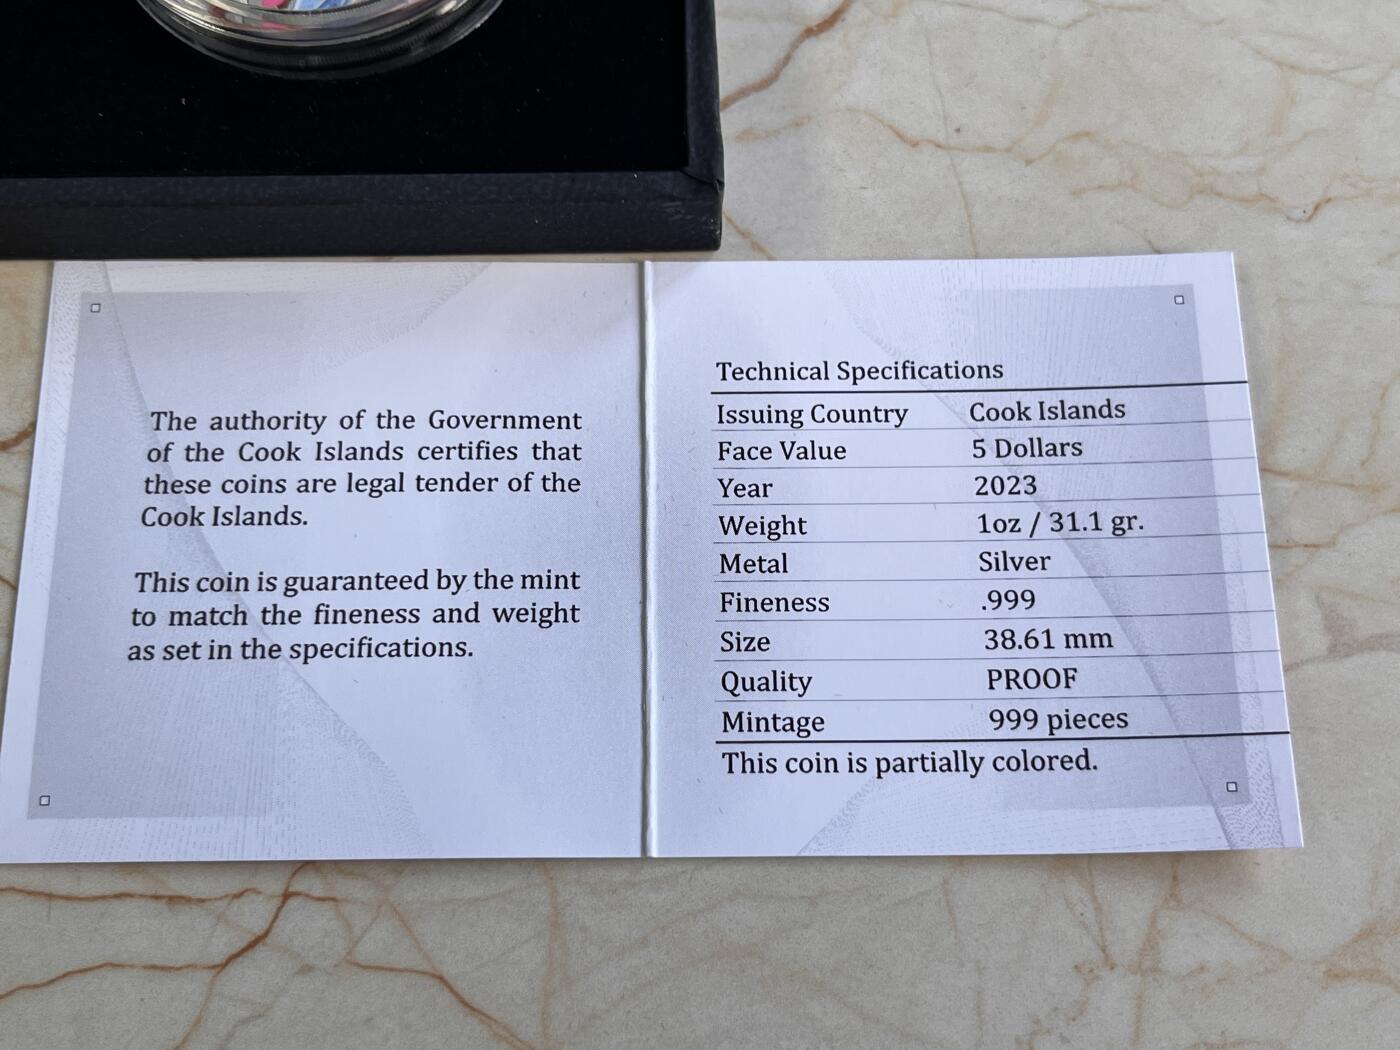 The authority of the Government
of the Cook Islands certifies that
these coins are legal tender of the
Cook Islands.
This coin is guaranteed by the mint
to match the fineness and weight
as set in the specifications.
Technical Specifications
Issuing Country Cook Islands
Face Value 5 Dollars
Year 2023
Weight 1oz / 31.1 gr.
Metal Silver
Fineness .999
Size 38.61 mm
Quality PROOF
Mintage 999 pieces
This coin is partially colored.